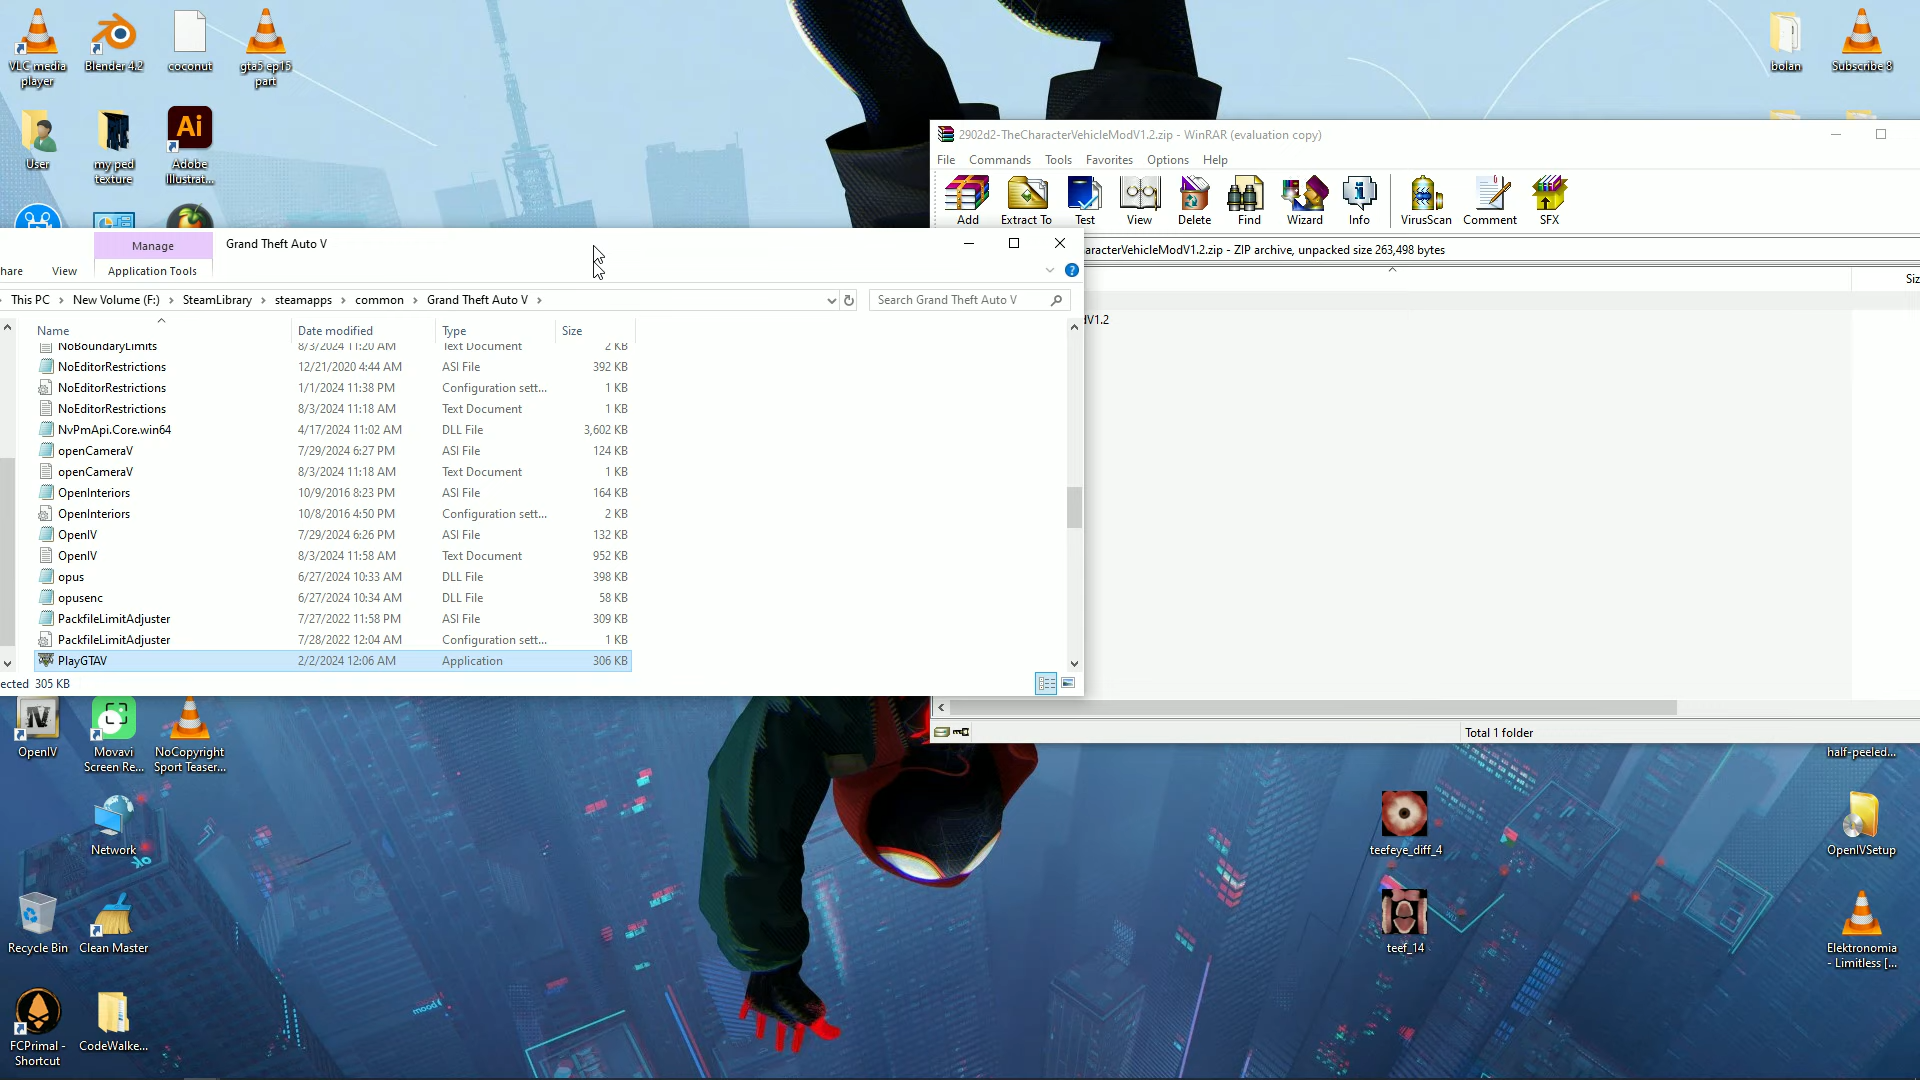 VLC media
player
Blender 4.2
coconut
gta5 ep15
part
bolan
Subscribe 8
User
my ped
texture
Adobe
Illustrat...
2902d2-TheCharacterVehicleModV1.2.zip - WinRAR (evaluation copy)
File Commands Tools Favorites Options Help
Add Extract To Test View Delete Find Wizard Info VirusScan Comment SFX
aracterVehicleModV1.2.zip - ZIP archive, unpacked size 263,498 bytes
Siz
dV1.2
Total 1 folder
Manage
Grand Theft Auto V
hare View Application Tools
This PC New Volume (F:) SteamLibrary steamapps common Grand Theft Auto V
Search Grand Theft Auto V
Name Date modified Type Size
NoBoundaryLimits 8/3/2024 11:20 AM Text Document 2 KB
NoEditorRestrictions 12/21/2020 4:44 AM ASI File 392 KB
NoEditorRestrictions 1/1/2024 11:38 PM Configuration sett... 1 KB
NoEditorRestrictions 8/3/2024 11:18 AM Text Document 1 KB
NvPmApi.Core.win64 4/17/2024 11:02 AM DLL File 3,602 KB
openCameraV 7/29/2024 6:27 PM ASI File 124 KB
openCameraV 8/3/2024 11:18 AM Text Document 1 KB
OpenInteriors 10/9/2016 8:23 PM ASI File 164 KB
OpenInteriors 10/8/2016 4:50 PM Configuration sett... 2 KB
OpenIV 7/29/2024 6:26 PM ASI File 132 KB
OpenIV 8/3/2024 11:58 AM Text Document 952 KB
opus 6/27/2024 10:33 AM DLL File 398 KB
opusenc 6/27/2024 10:34 AM DLL File 58 KB
PackfileLimitAdjuster 7/27/2022 11:58 PM ASI File 309 KB
PackfileLimitAdjuster 7/28/2022 12:04 AM Configuration sett... 1 KB
PlayGTAV 2/2/2024 12:06 AM Application 306 KB
ected 305 KB
OpenIV
Movavi
Screen Re...
NoCopyright
Sport Teaser...
half-peeled...
Network
teefeye_diff_4
OpenIVSetup
Recycle Bin
Clean Master
teef_14
Elektronomia
- Limitless [...
FCPrimal -
Shortcut
CodeWalke...